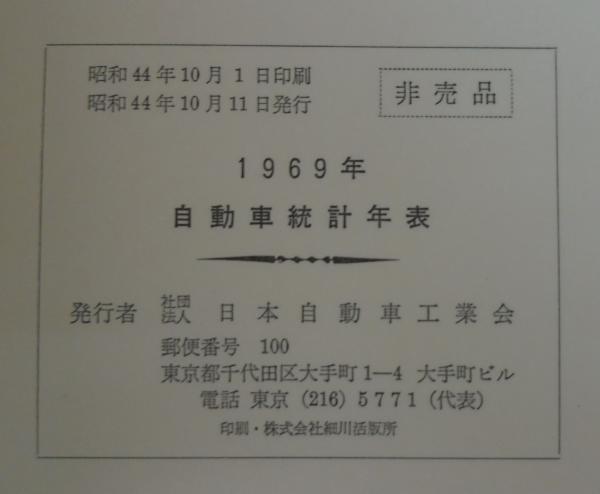 昭和44年10月 1 日印刷
昭和44年10月11日発行
非売品
1969年
自動車統計年表
発行者 社団法人 日本自動車工業会
郵便番号 100
東京都千代田区大手町1—4 大手町ビル
電話 東京 (216) 5771 (代表)
印刷・株式会社細川活版所